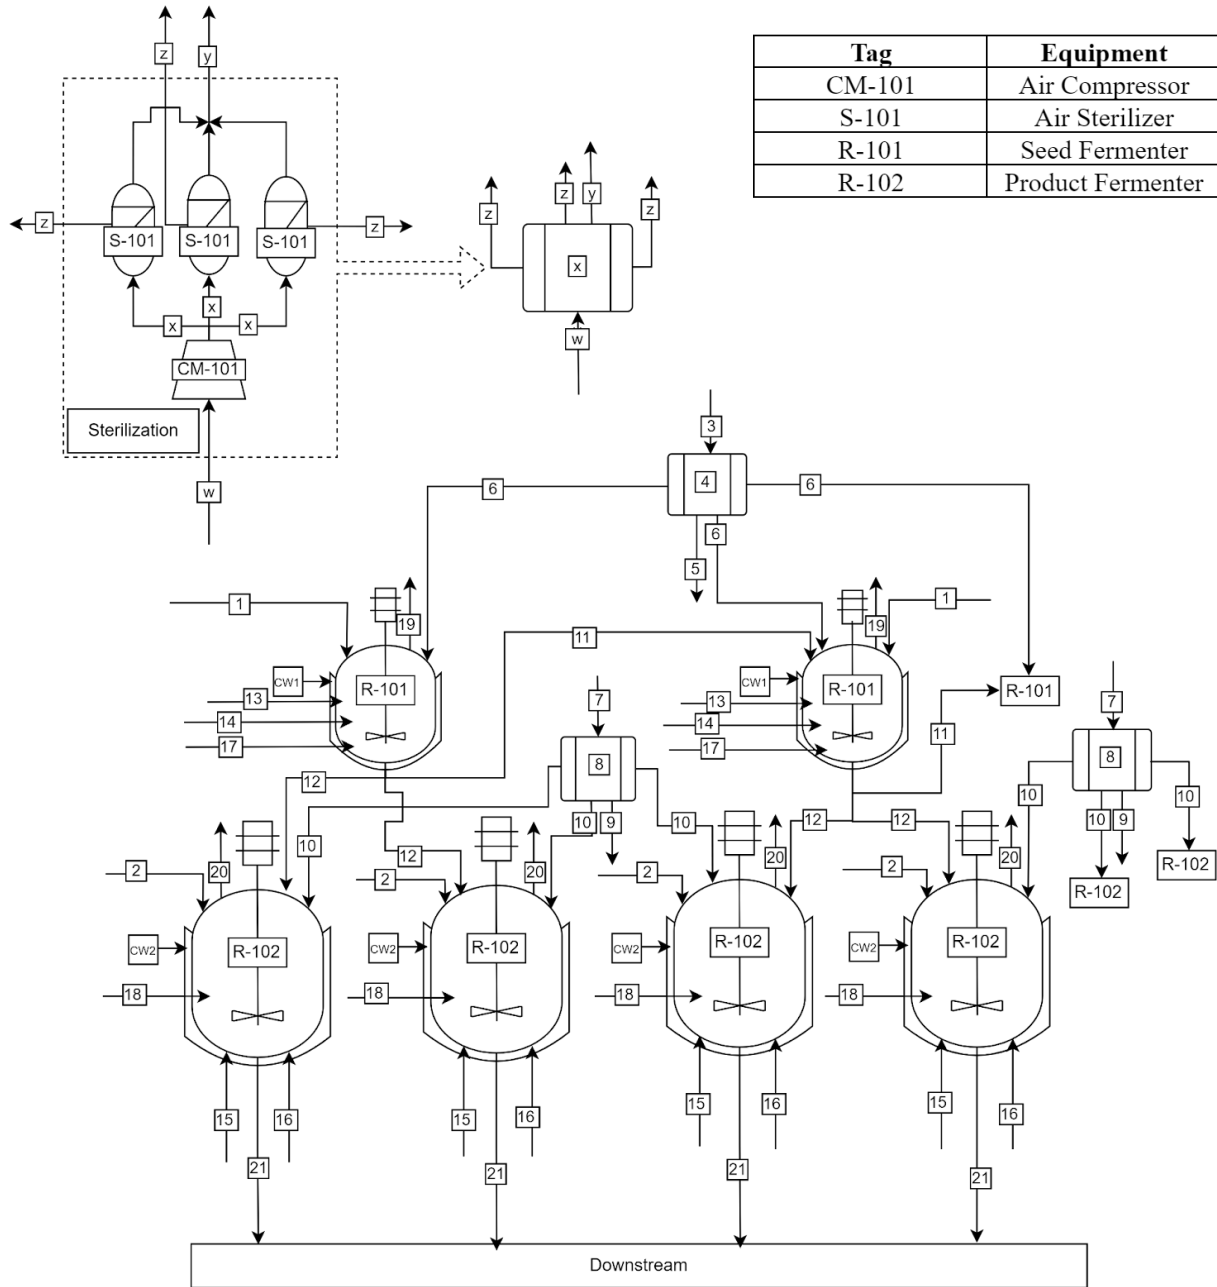 z y
Tag Equipment
CM-101 Air Compressor
S-101 Air Sterilizer
R-101 Seed Fermenter
R-102 Product Fermenter
z z y z
z S-101 S-101 S-101 z
x
x x x
w
CM-101
Sterilization
w
3
4
6 6
6
5
1 19 11 19 1
CW1 R-101 CW1 R-101 R-101
13 13
14 14
17 17
7 7
11
12 8 8
10 10 9 10 10 9 10
12 12 12
2 20 2 20 2 20 2 20
R-102 R-102
CW2 R-102 CW2 R-102 CW2 R-102 CW2 R-102
18 18 18 18
15 16 15 16 15 16 15 16
21 21 21 21
Downstream